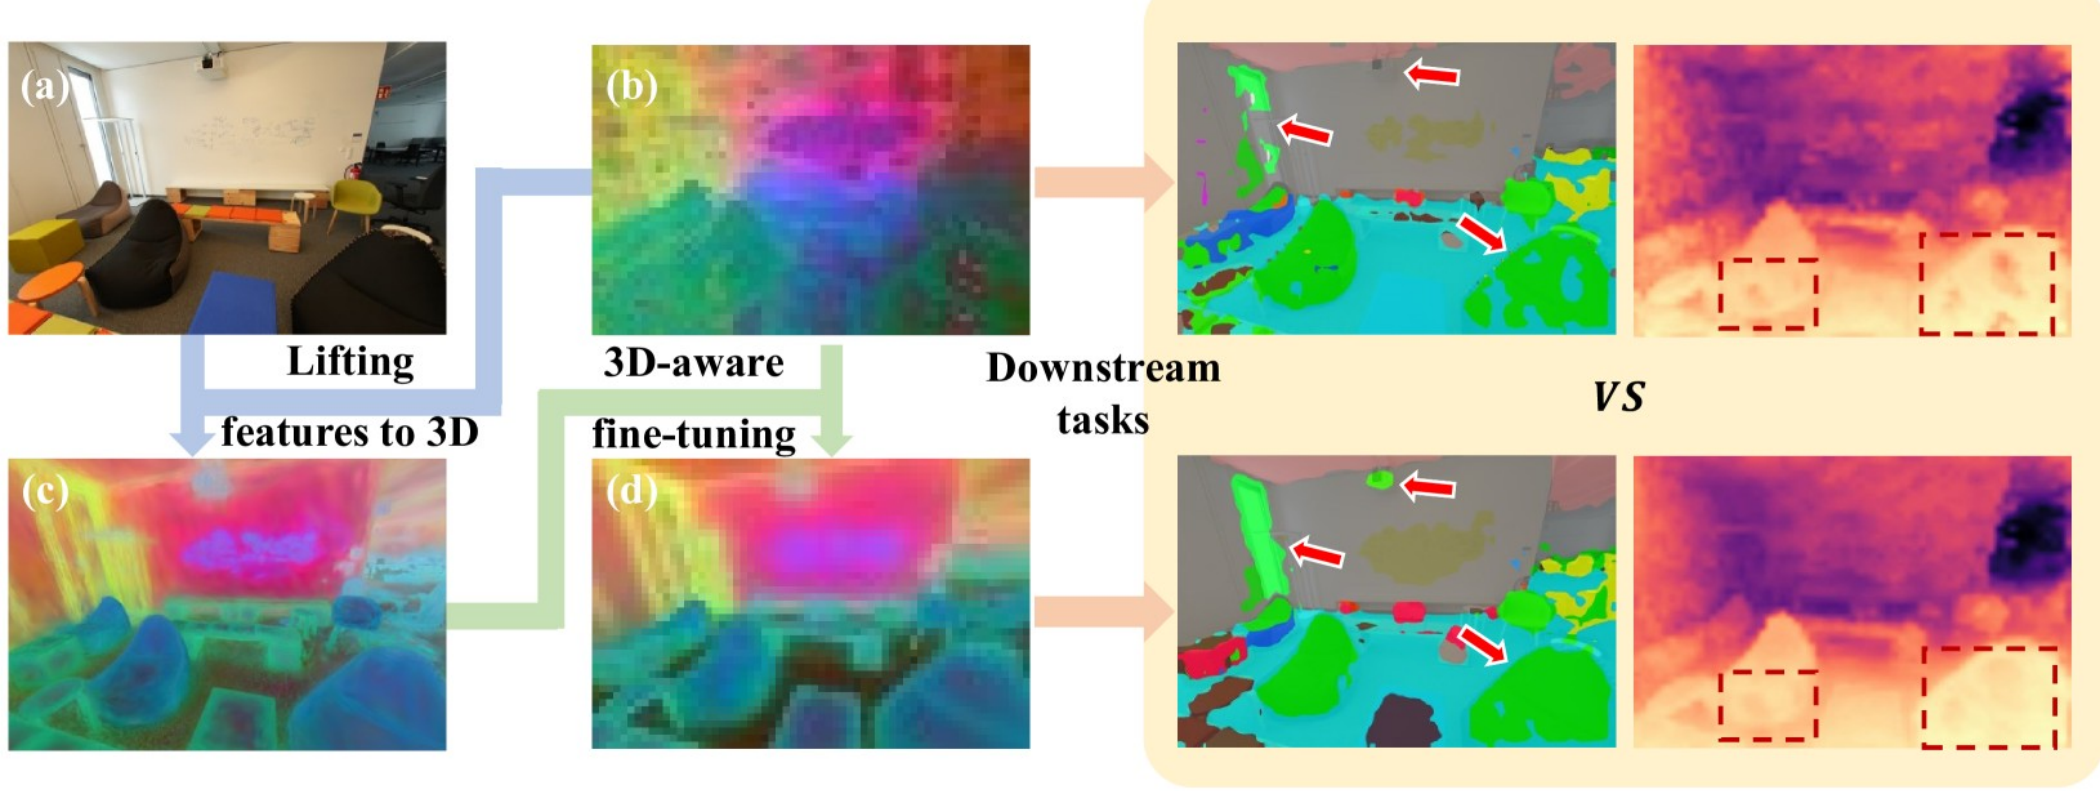 (a)
(b)
Lifting
features to 3D
3D-aware
fine-tuning
Downstream
tasks
VS
(c)
(d)